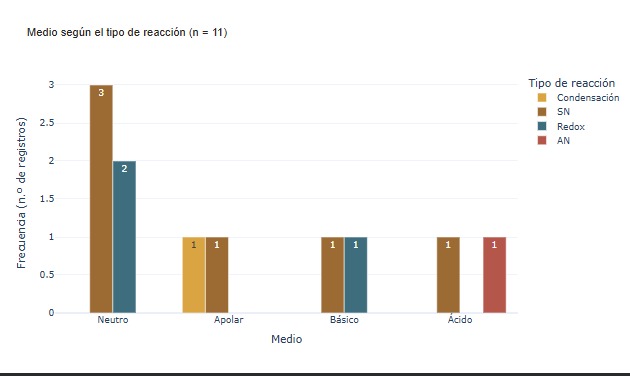 Medio según el tipo de reacción (n = 11)
Tipo de reacción
Condensación
SN
Redox
AN
Frecuencia (n.º de registros)
3
2.5
2
1.5
1
0.5
0
3
2
1
1
1
1
1
1
Neutro
Apolar
Básico
Ácido
Medio